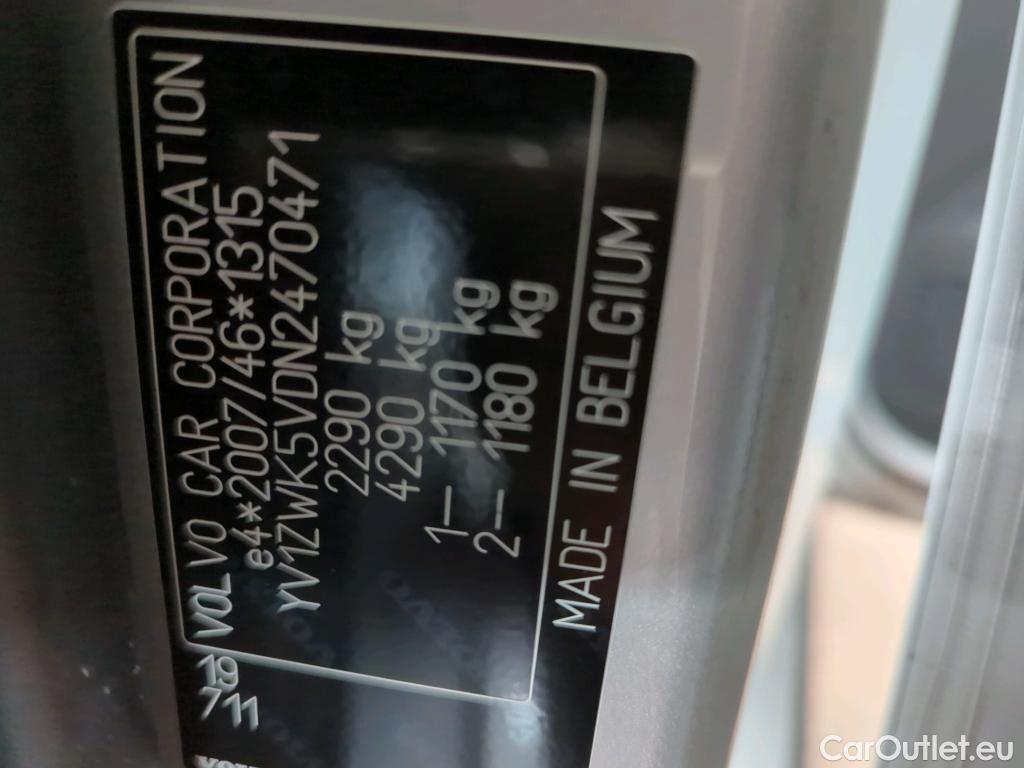 VOLVO CAR CORPORATION
e4*2007/46*1315
YV1ZWK5VDN2470471
2290 kg
4290 kg
1– 1170 kg
2–– 1180 kg
MADE IN BELGIUM
CarOutlet.eu